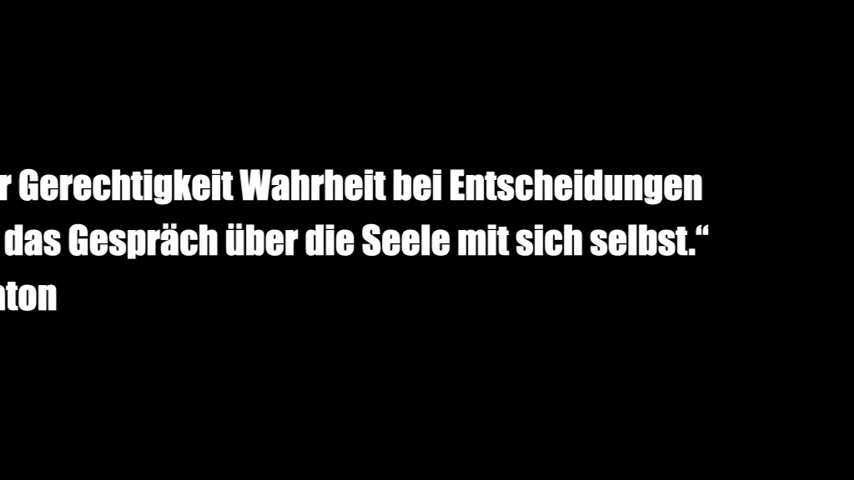 r Gerechtigkeit Wahrheit bei Entscheidungen
das Gespräch über die Seele mit sich selbst.“
aton